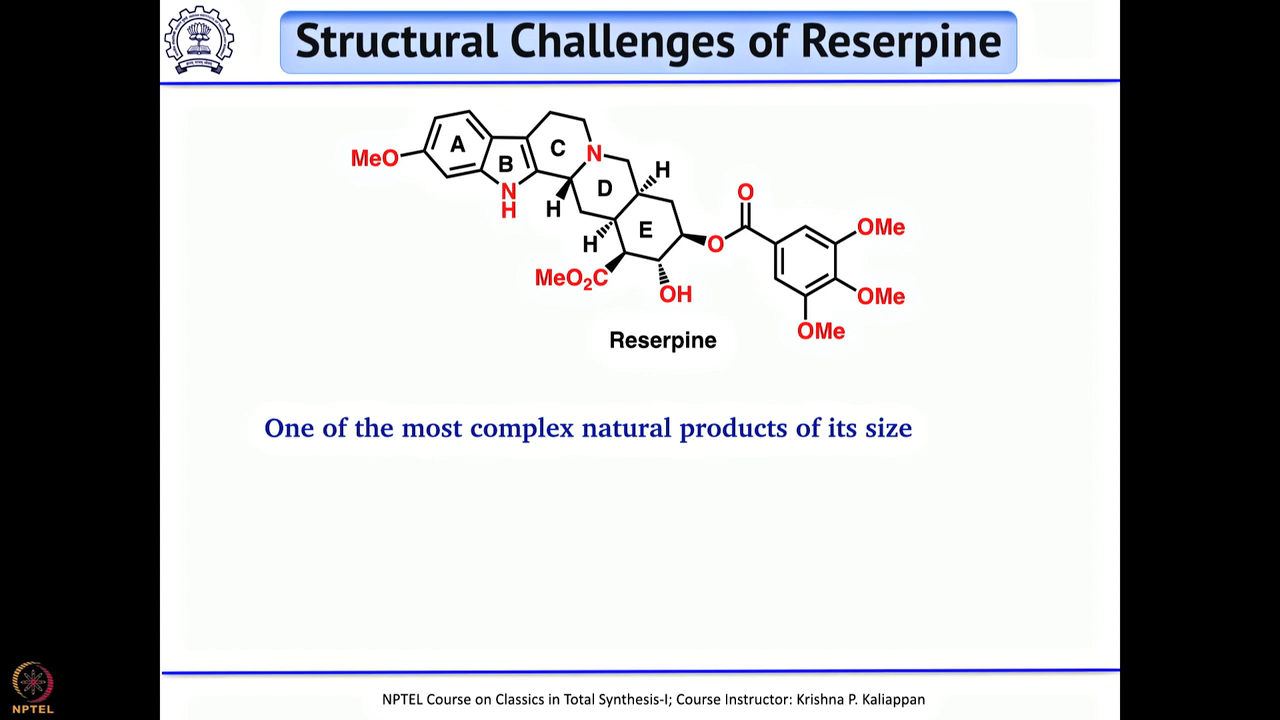 Structural Challenges of Reserpine
MeO
A
B
C
N
H
D
NH
H
H
E
O
O
OMe
MeO₂C
OH
OMe
OMe
Reserpine
One of the most complex natural products of its size
NPTEL Course on Classics in Total Synthesis-I; Course Instructor: Krishna P. Kaliappan
NPTEL